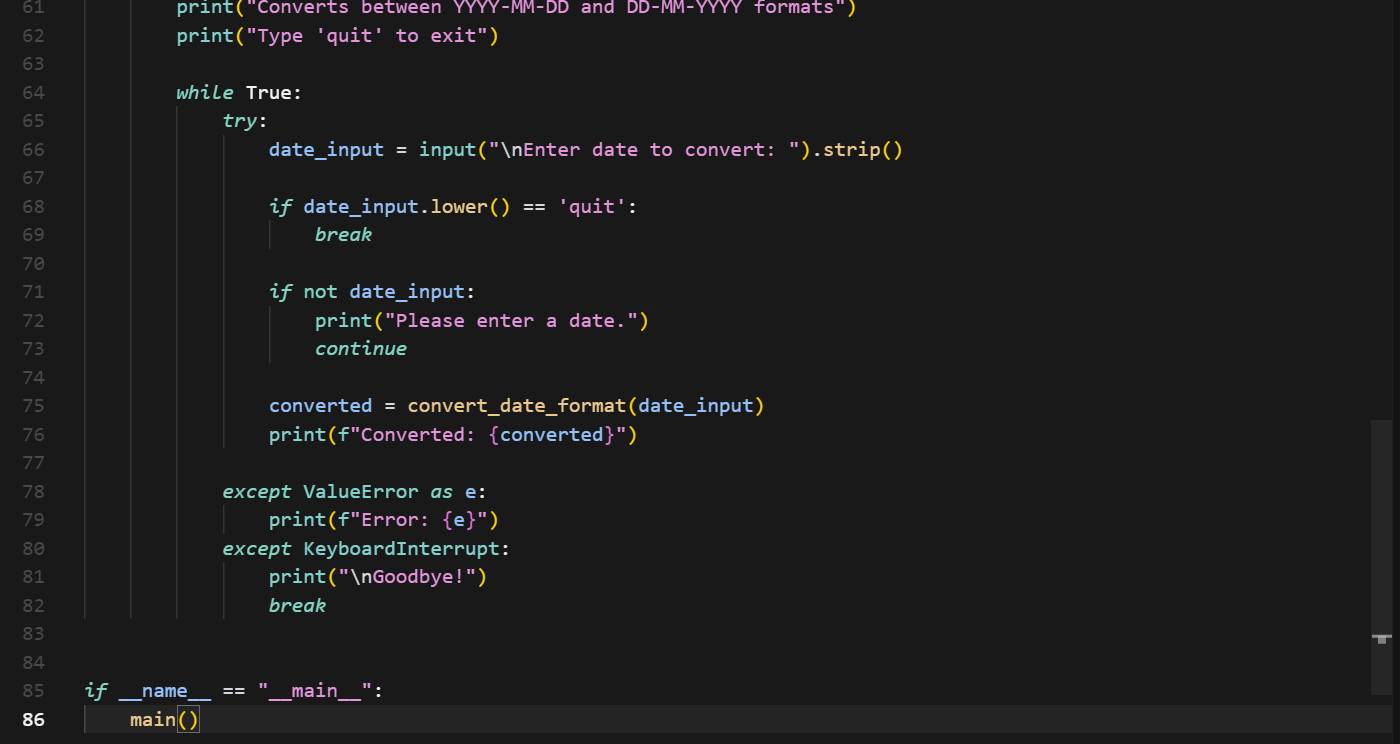 61 print("Converts between YYYY-MM-DD and DD-MM-YYYY formats")
62 print("Type 'quit' to exit")
63
64 while True:
65 try:
66 date_input = input("\nEnter date to convert: ").strip()
67
68 if date_input.lower() == 'quit':
69 break
70
71 if not date_input:
72 print("Please enter a date.")
73 continue
74
75 converted = convert_date_format(date_input)
76 print(f"Converted: {converted}")
77
78 except ValueError as e:
79 print(f"Error: {e}")
80 except KeyboardInterrupt:
81 print("\nGoodbye!")
82 break
83
84
85 if __name__ == "__main__":
86 main()